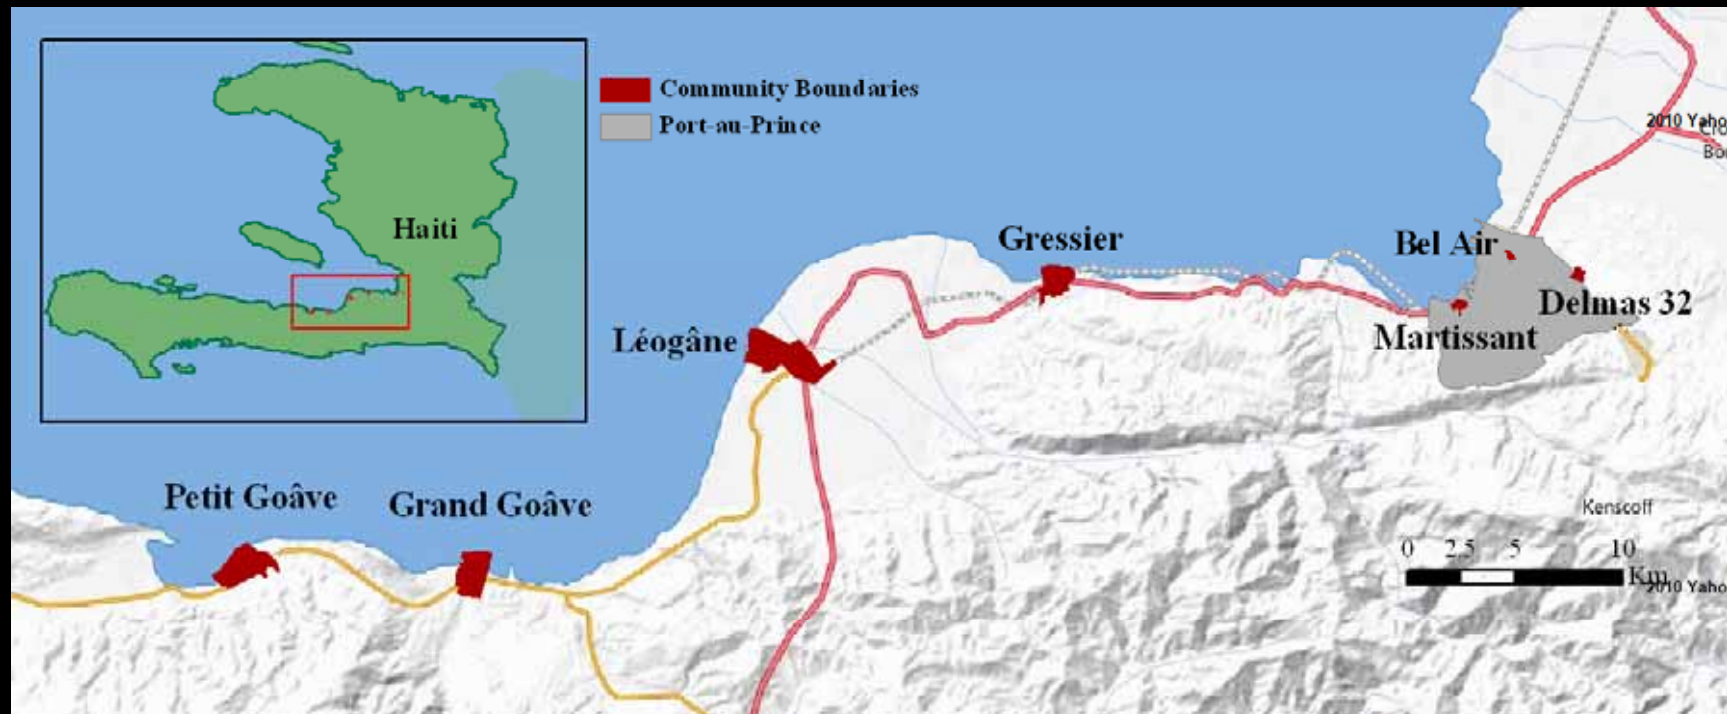 Community Boundaries
Port-au-Prince
Haiti
2010 Yaho
Gressier
Bel Air
Delmas 32
Martissant
Léogâne
Petit Goâve
Grand Goâve
Kenscoff
0 2.5 5 10
Km
2010 Yaho